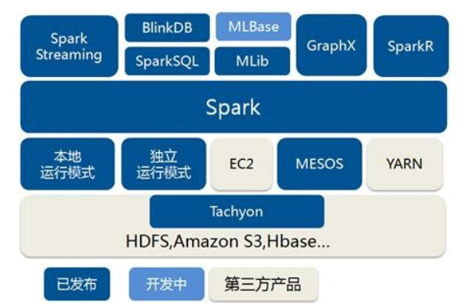 Spark
Streaming
BlinkDB
MLBase
SparkSQL
MLib
GraphX
SparkR
Spark
本地
运行模式
独立
运行模式
EC2
MESOS
YARN
Tachyon
HDFS,Amazon S3,Hbase...
已发布
开发中
第三方产品